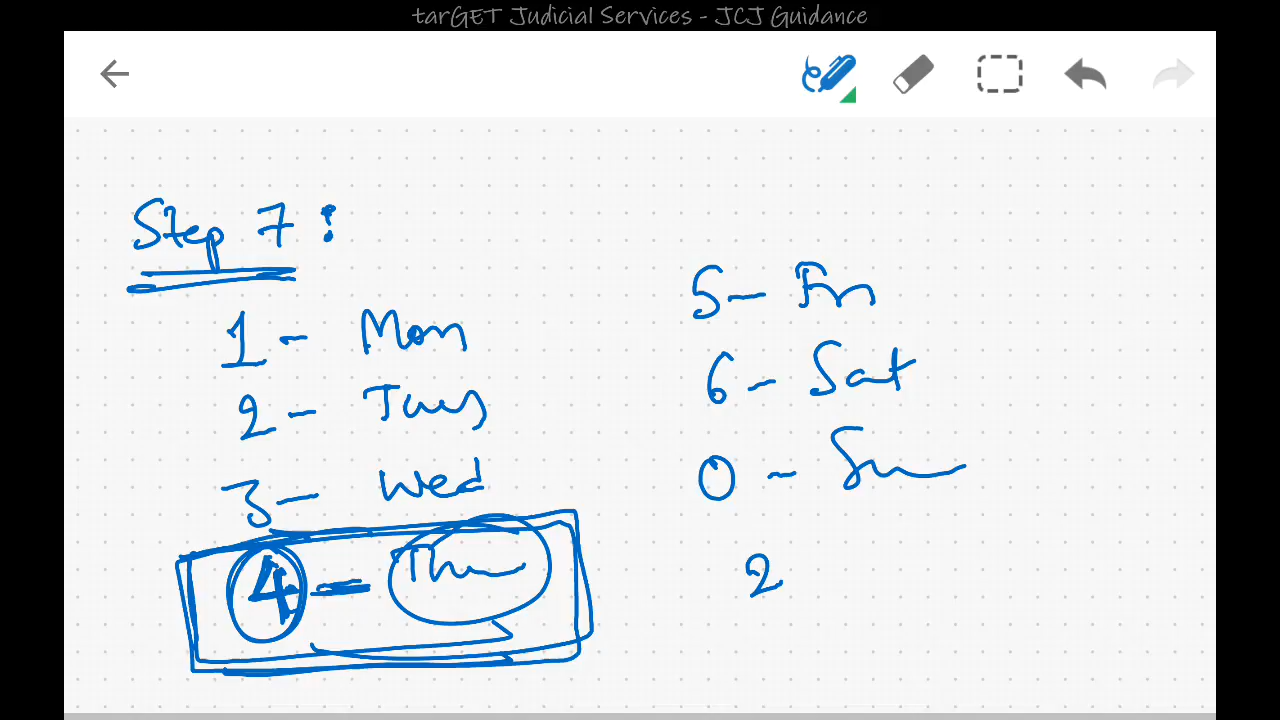 tarGET Judicial Services - JCJ Guidance
Step 7 :
1 - Mon
2 - Tues
3 - Wed
4 - Thu
5 - Fri
6 - Sat
0 - Sun
2